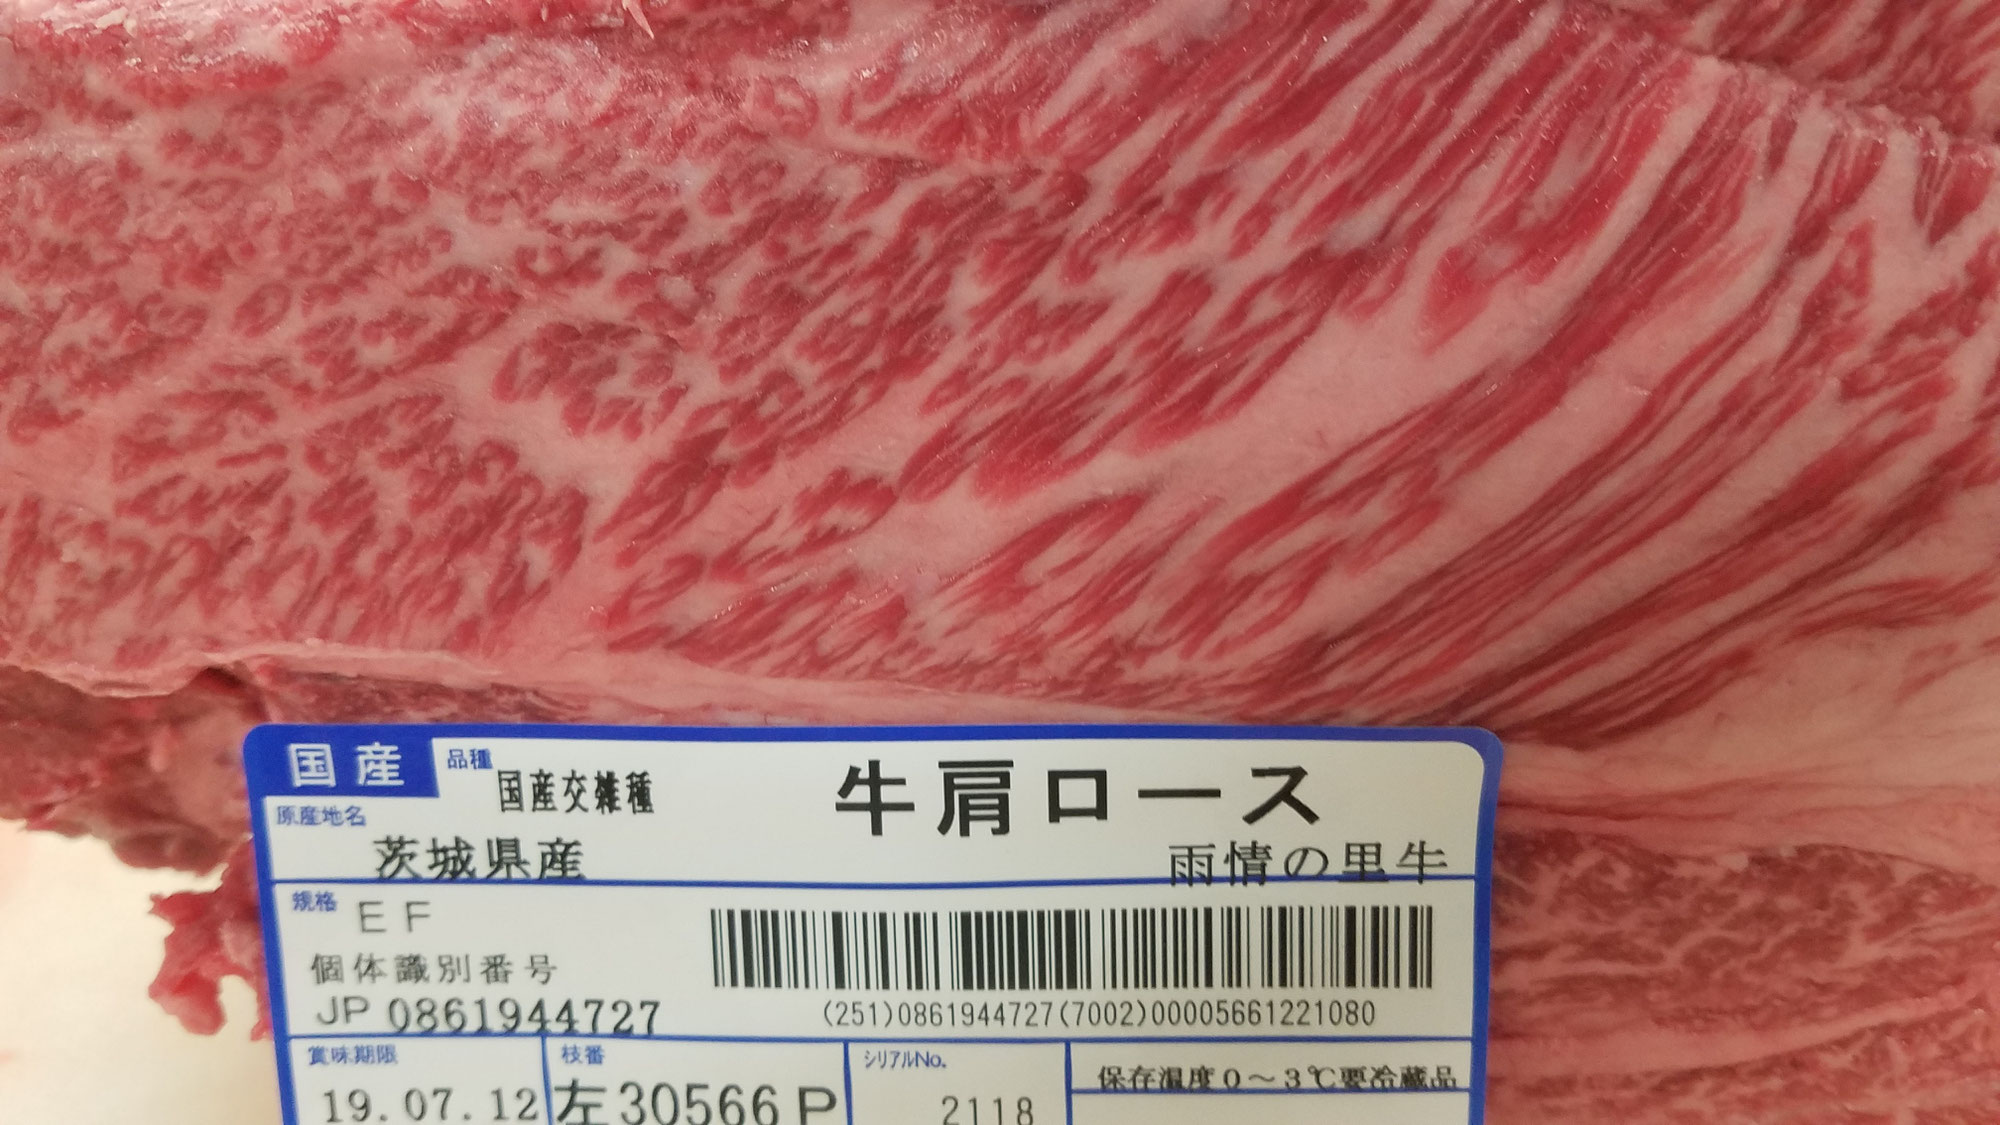 国産
品種
国産交雑種
牛肩ロース
原産地名
茨城県産
雨情の里牛
規格
EF
個体識別番号
JP 0861944727
(251)0861944727(7002)00005661221080
賞味期限
19.07.12
枝番
左30566P
シリアルNo.
2118
保存温度0~3℃要冷蔵品